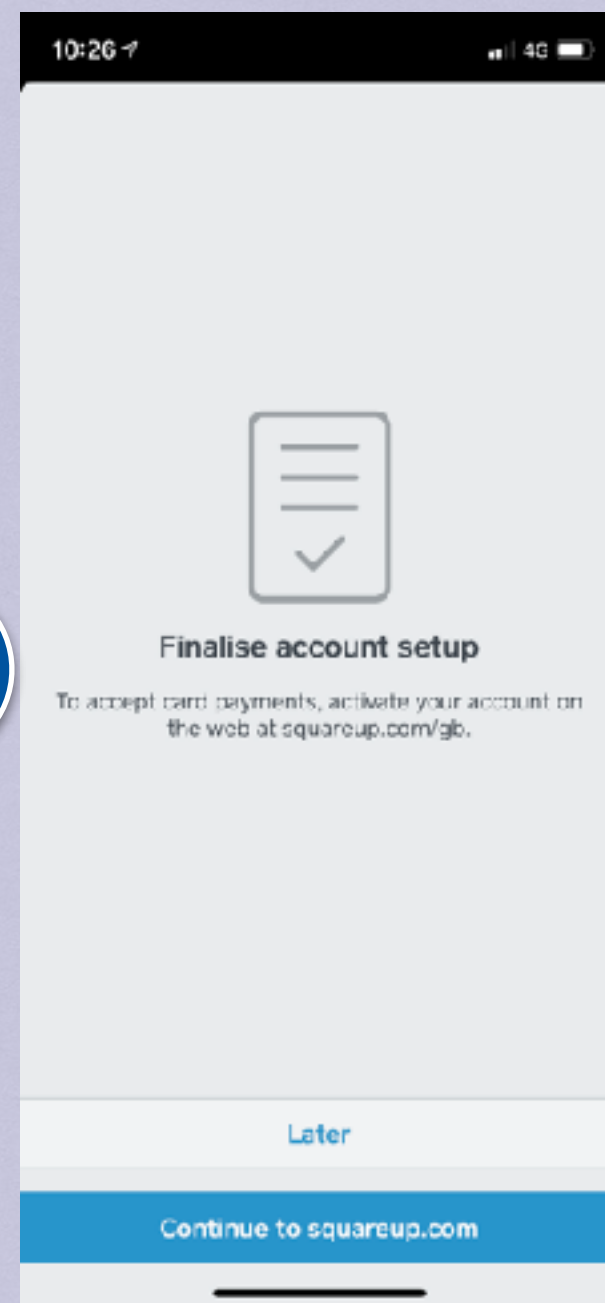 10:26
4G
Finalise account setup
To accept card payments, activate your account on
the web at squareup.com/gb.
Later
Continue to squareup.com